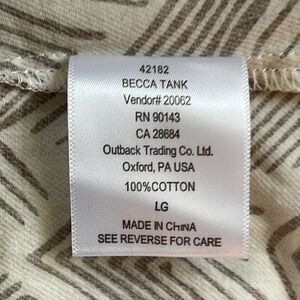 42182
BECCA TANK
Vendor# 20062
RN 90143
CA 28684
Outback Trading Co. Ltd.
Oxford, PA USA
100%COTTON
LG
MADE IN CHINA
SEE REVERSE FOR CARE